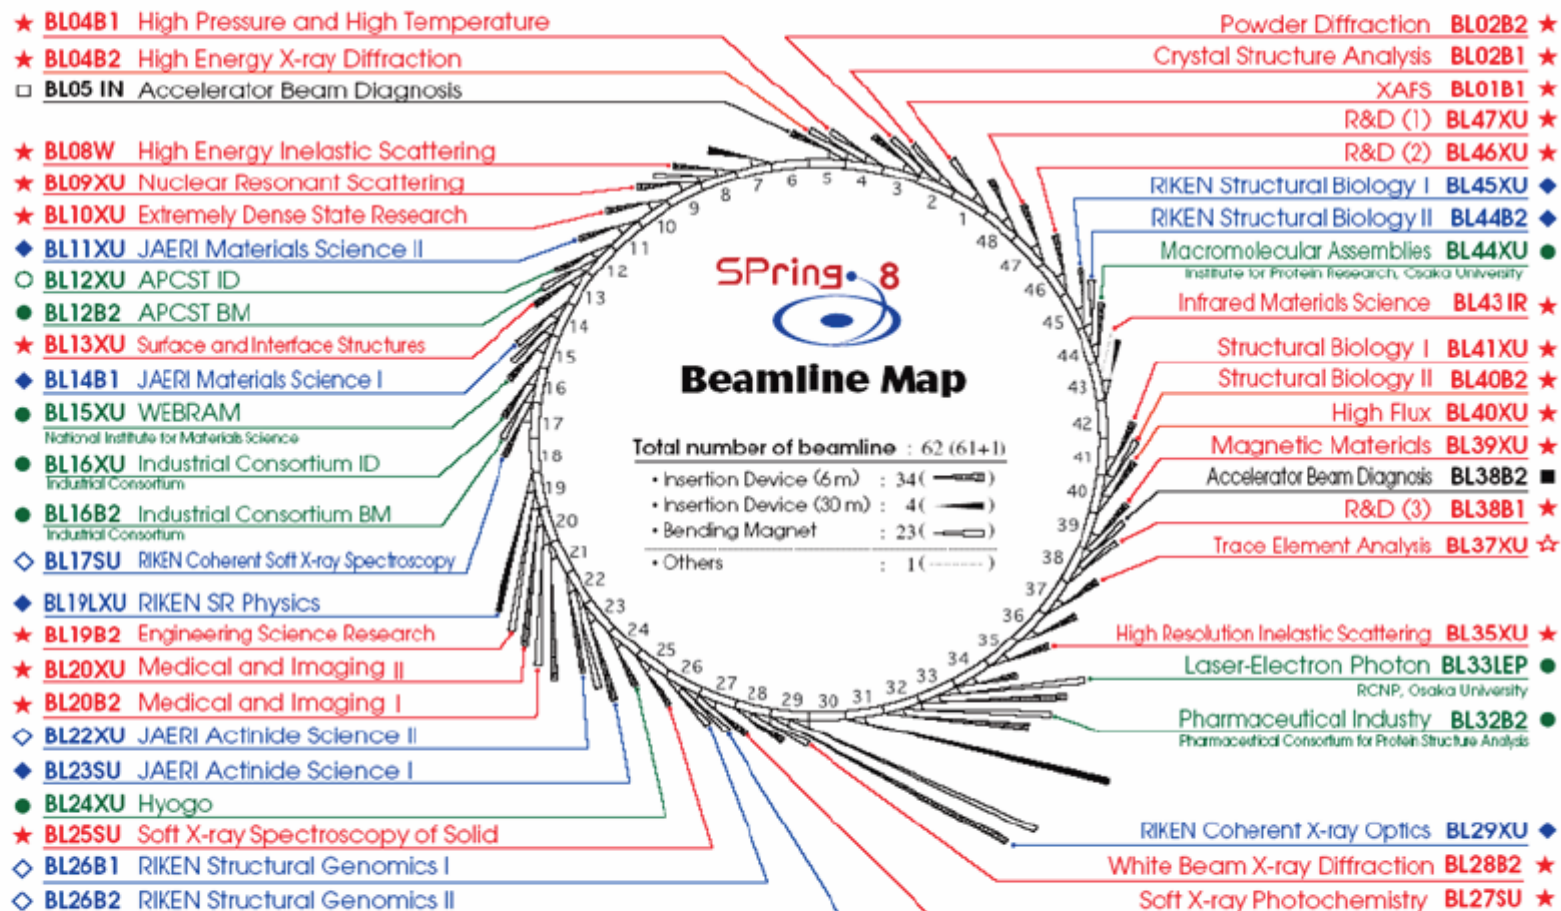 BL04B1 High Pressure and High Temperature
BL04B2 High Energy X-ray Diffraction
BL05 IN Accelerator Beam Diagnosis
BL08W High Energy Inelastic Scattering
BL09XU Nuclear Resonant Scattering
BL10XU Extremely Dense State Research
BL11XU JAERI Materials Science II
BL12XU APCST ID
BL12B2 APCST BM
BL13XU Surface and Interface Structures
BL14B1 JAERI Materials Science I
BL15XU WEBRAM
National Institute for Materials Science
BL16XU Industrial Consortium ID
Industrial Consortium
BL16B2 Industrial Consortium BM
Industrial Consortium
BL17SU RIKEN Coherent Soft X-ray Spectroscopy
BL19LXU RIKEN SR Physics
BL19B2 Engineering Science Research
BL20XU Medical and Imaging II
BL20B2 Medical and Imaging I
BL22XU JAERI Actinide Science II
BL23SU JAERI Actinide Science I
BL24XU Hyogo
BL25SU Soft X-ray Spectroscopy of Solid
BL26B1 RIKEN Structural Genomics I
BL26B2 RIKEN Structural Genomics II
SPring-8
Beamline Map
Total number of beamline : 62 (61+1)
• Insertion Device (6 m) : 34( )
• Insertion Device (30 m) : 4( )
• Bending Magnet : 23( )
• Others : 1( )
1
2
3
4
5
6
7
8
9
10
11
12
13
14
15
16
17
18
19
20
21
22
23
24
25
26
27
28
29
30
31
32
33
34
35
36
37
38
39
40
41
42
43
44
45
46
47
48
Powder Diffraction BL02B2
Crystal Structure Analysis BL02B1
XAFS BL01B1
R&D (1) BL47XU
R&D (2) BL46XU
RIKEN Structural Biology I BL45XU
RIKEN Structural Biology II BL44B2
Macromolecular Assemblies BL44XU
Institute for Protein Research, Osaka University
Infrared Materials Science BL43 IR
Structural Biology I BL41XU
Structural Biology II BL40B2
High Flux BL40XU
Magnetic Materials BL39XU
Accelerator Beam Diagnosis BL38B2
R&D (3) BL38B1
Trace Element Analysis BL37XU
High Resolution Inelastic Scattering BL35XU
Laser-Electron Photon BL33LEP
RCNP, Osaka University
Pharmaceutical Industry BL32B2
Pharmaceutical Consortium for Protein Structure Analysis
RIKEN Coherent X-ray Optics BL29XU
White Beam X-ray Diffraction BL28B2
Soft X-ray Photochemistry BL27SU